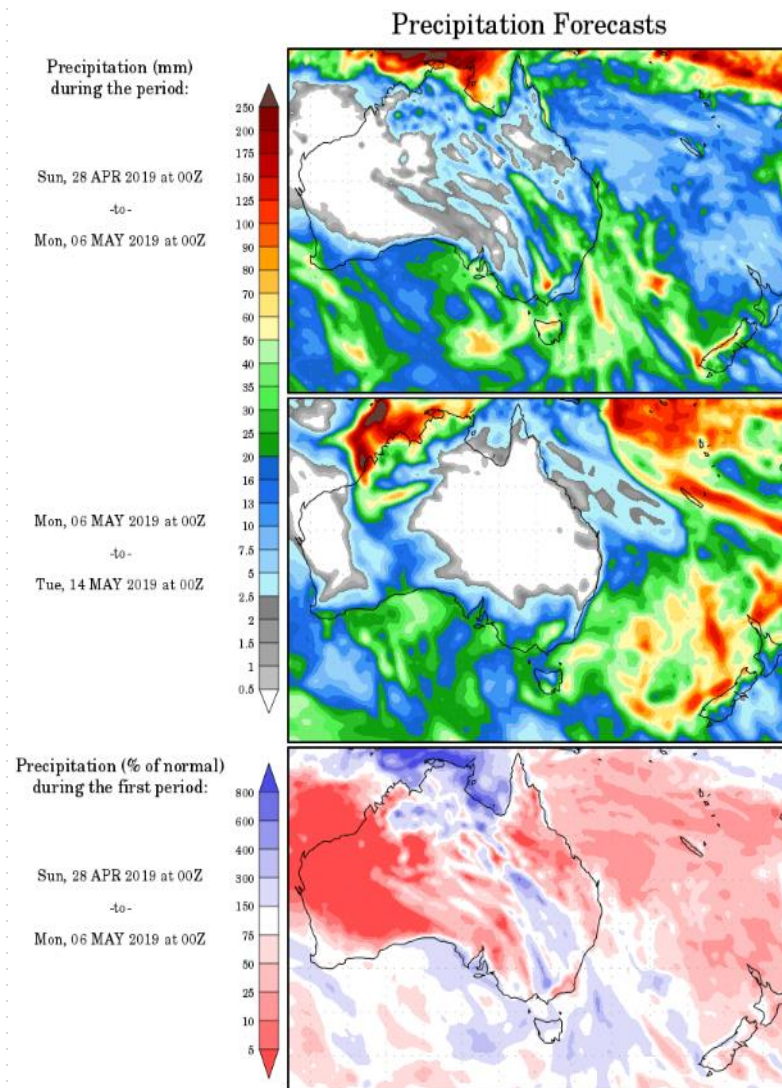 Precipitation Forecasts
Precipitation (mm)
during the period:
Sun, 28 APR 2019 at 00Z
-to-
Mon, 06 MAY 2019 at 00Z
250
200
175
150
125
100
90
80
70
60
50
40
35
30
25
20
16
13
10
7.5
5
2.5
2
1.5
1
0.5
Mon, 06 MAY 2019 at 00Z
-to-
Tue, 14 MAY 2019 at 00Z
Precipitation (% of normal)
during the first period:
Sun, 28 APR 2019 at 00Z
-to-
Mon, 06 MAY 2019 at 00Z
800
600
400
300
150
75
50
25
10
5